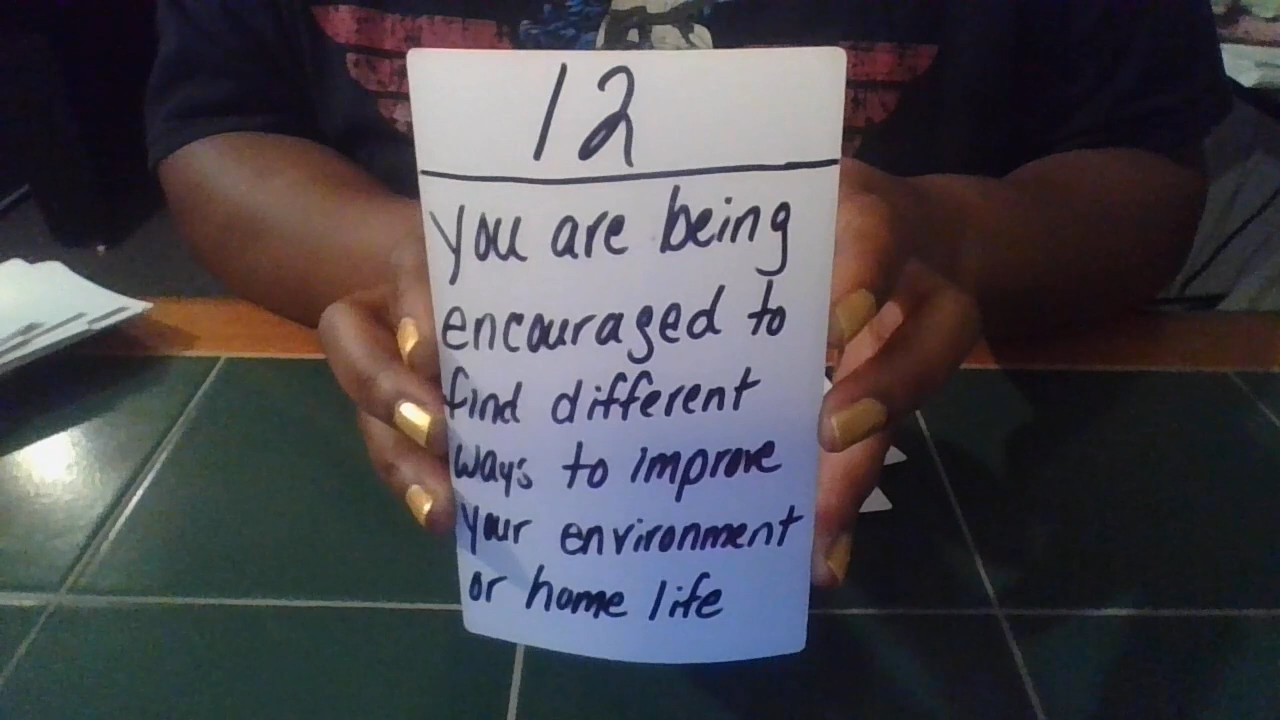 12
you are being
encouraged to
find different
ways to improve
your environment
or home life